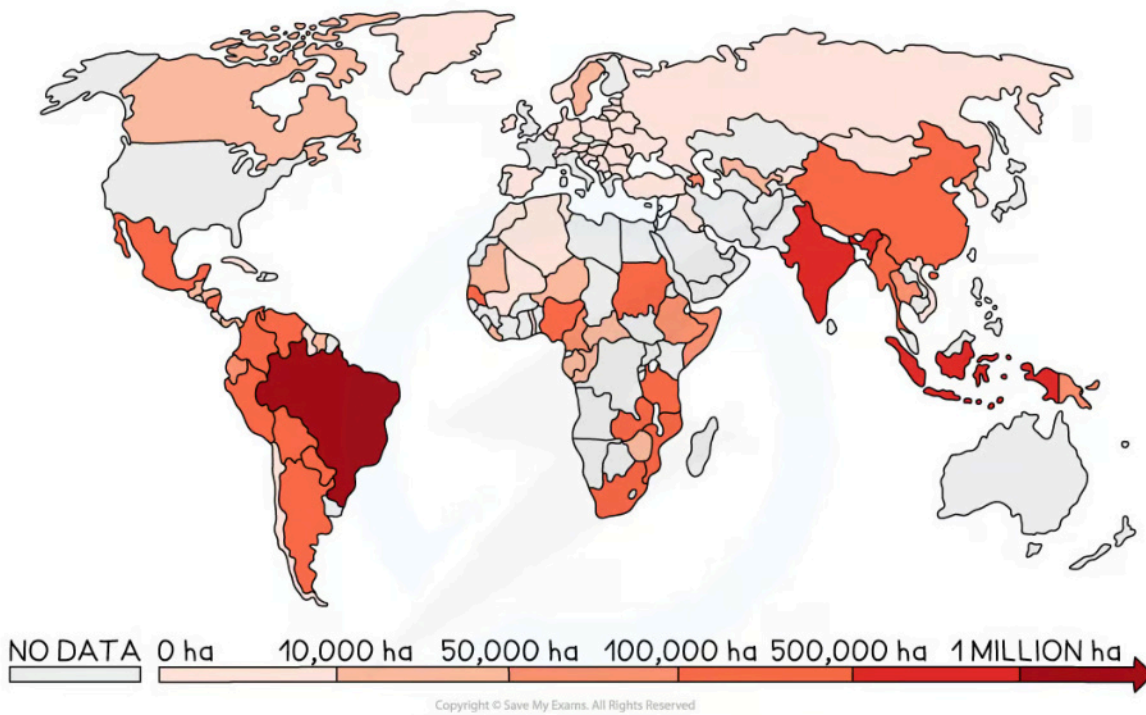 NO DATA 0 ha 10,000 ha 50,000 ha 100,000 ha 500,000 ha 1 MILLION ha
Copyright © Save My Exams. All Rights Reserved